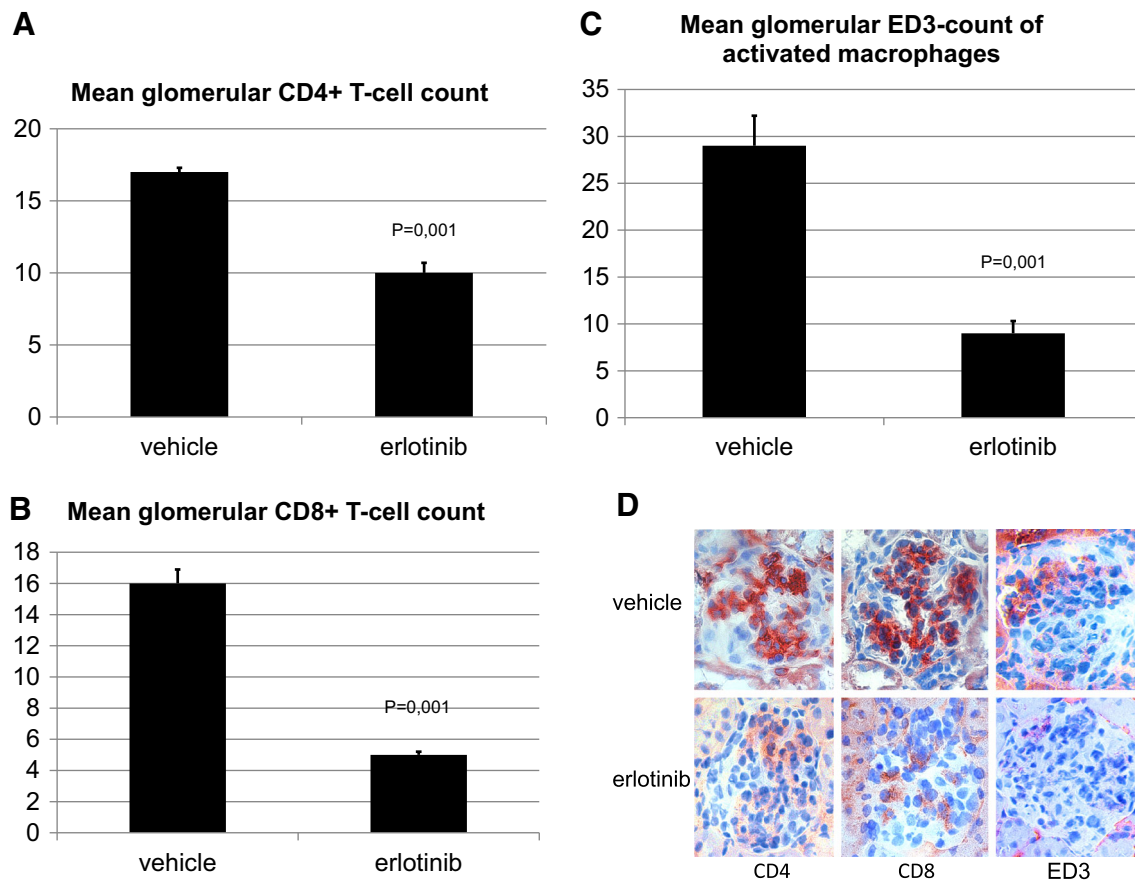 A
Mean glomerular CD4+ T-cell count
20
15
10
5
0
P=0,001
vehicle erlotinib
B
Mean glomerular CD8+ T-cell count
18
16
14
12
10
8
6
4
2
0
P=0,001
vehicle erlotinib
C
Mean glomerular ED3-count of
activated macrophages
35
30
25
20
15
10
5
0
P=0,001
vehicle erlotinib
D
vehicle
erlotinib
CD4 CD8 ED3